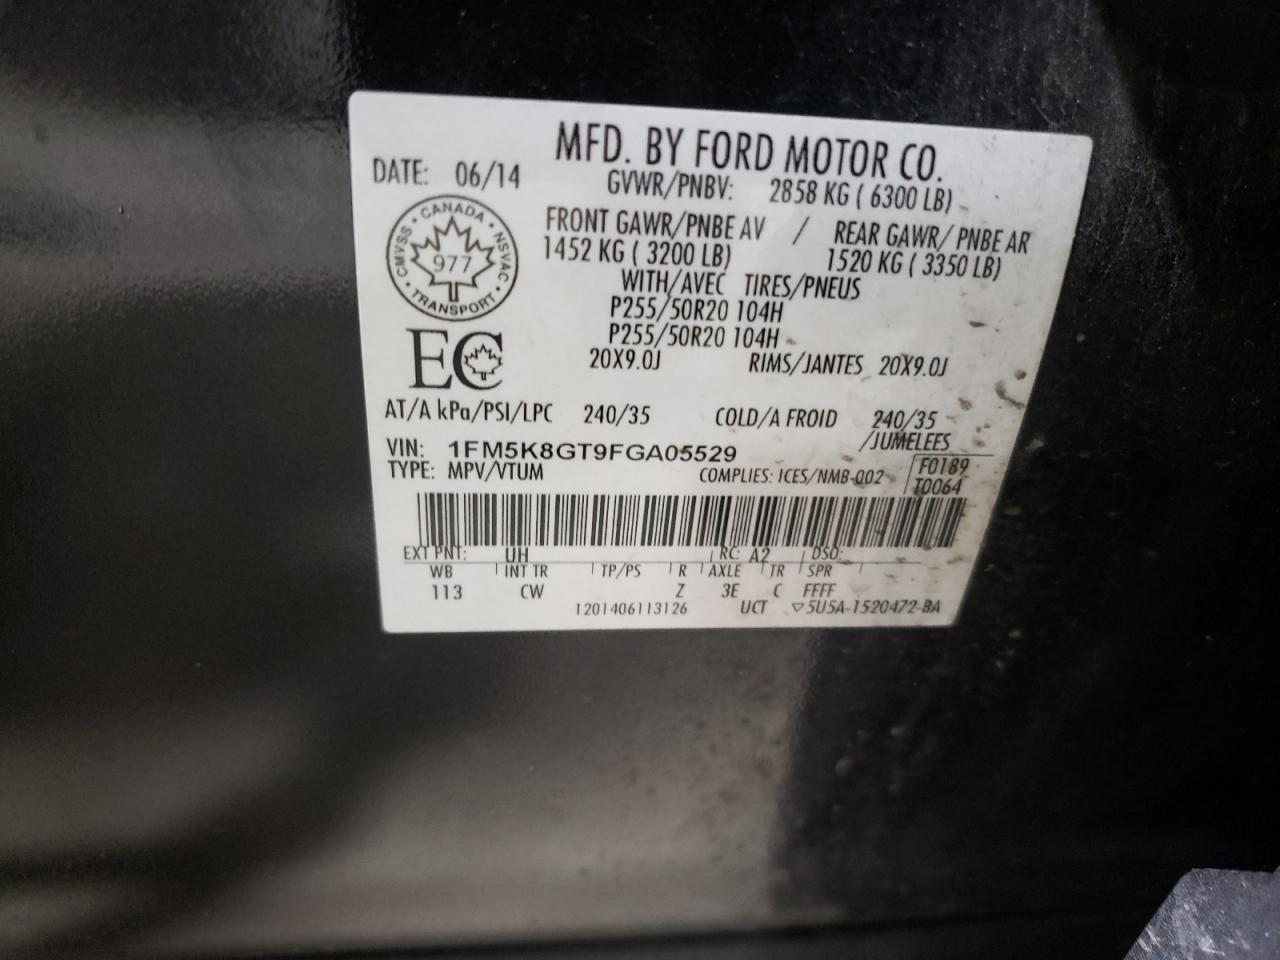 MFD. BY FORD MOTOR CO.
DATE: 06/14
GVWR/PNBV: 2858 KG ( 6300 LB)
FRONT GAWR/PNBE AV / REAR GAWR/ PNBE AR
1452 KG ( 3200 LB) 1520 KG ( 3350 LB)
CANADA
CMVSS NSVAC
977
TRANSPORT
WITH/AVEC TIRES/PNEUS
P255/50R20 104H
P255/50R20 104H
EC
20X9.0J RIMS/JANTES 20X9.0J
AT/A kPa/PSI/LPC 240/35 COLD/A FROID 240/35
/JUMELEES
VIN: 1FM5K8GT9FGA05529
TYPE: MPV/VTUM COMPLIES: ICES/NMB-002
F0189
T0064
EXT PNT: UH RC: A2 DSO:
WB INT TR TP/PS R AXLE TR SPR
113 CW Z 3E C FFFF
1201406113126 UCT ▽5U5A-1520472-BA